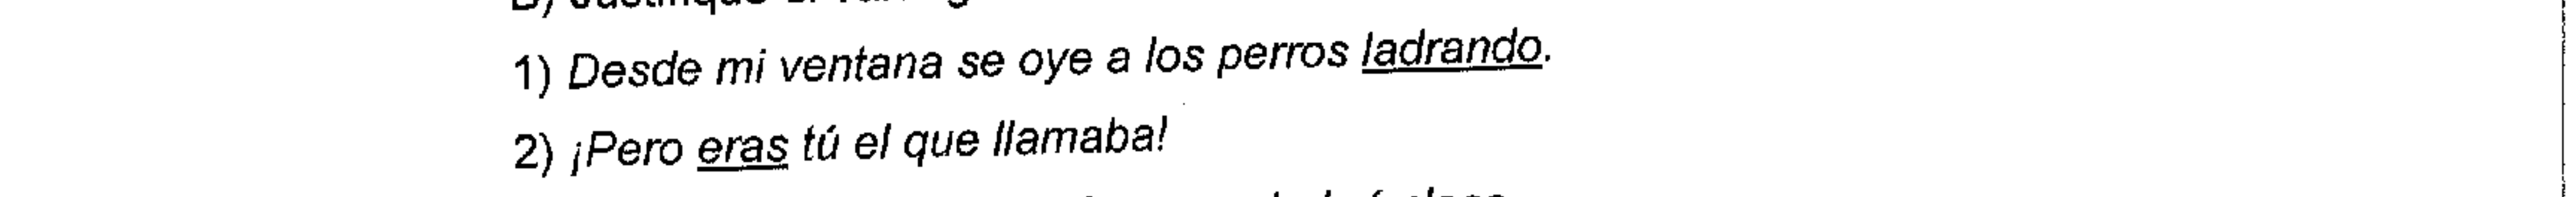 1) Desde mi ventana se oye a los perros ladrando.
2) ¡Pero eras tú el que llamaba!